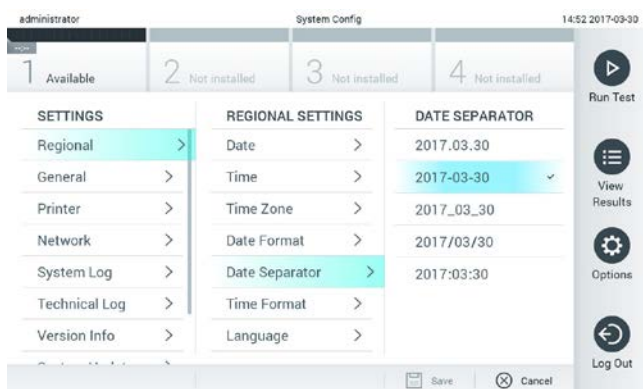 administrator System Config 14:52 2017-03-30
1 Available 2 Not installed 3 Not installed 4 Not installed
Run Test
SETTINGS REGIONAL SETTINGS DATE SEPARATOR
Regional > Date > 2017.03.30
General > Time > 2017-03-30
View
Results
Printer > Time Zone > 2017_03_30
Network > Date Format > 2017/03/30
System Log > Date Separator > 2017:03:30
Options
Technical Log > Time Format >
Version Info > Language >
Log Out
Save Cancel